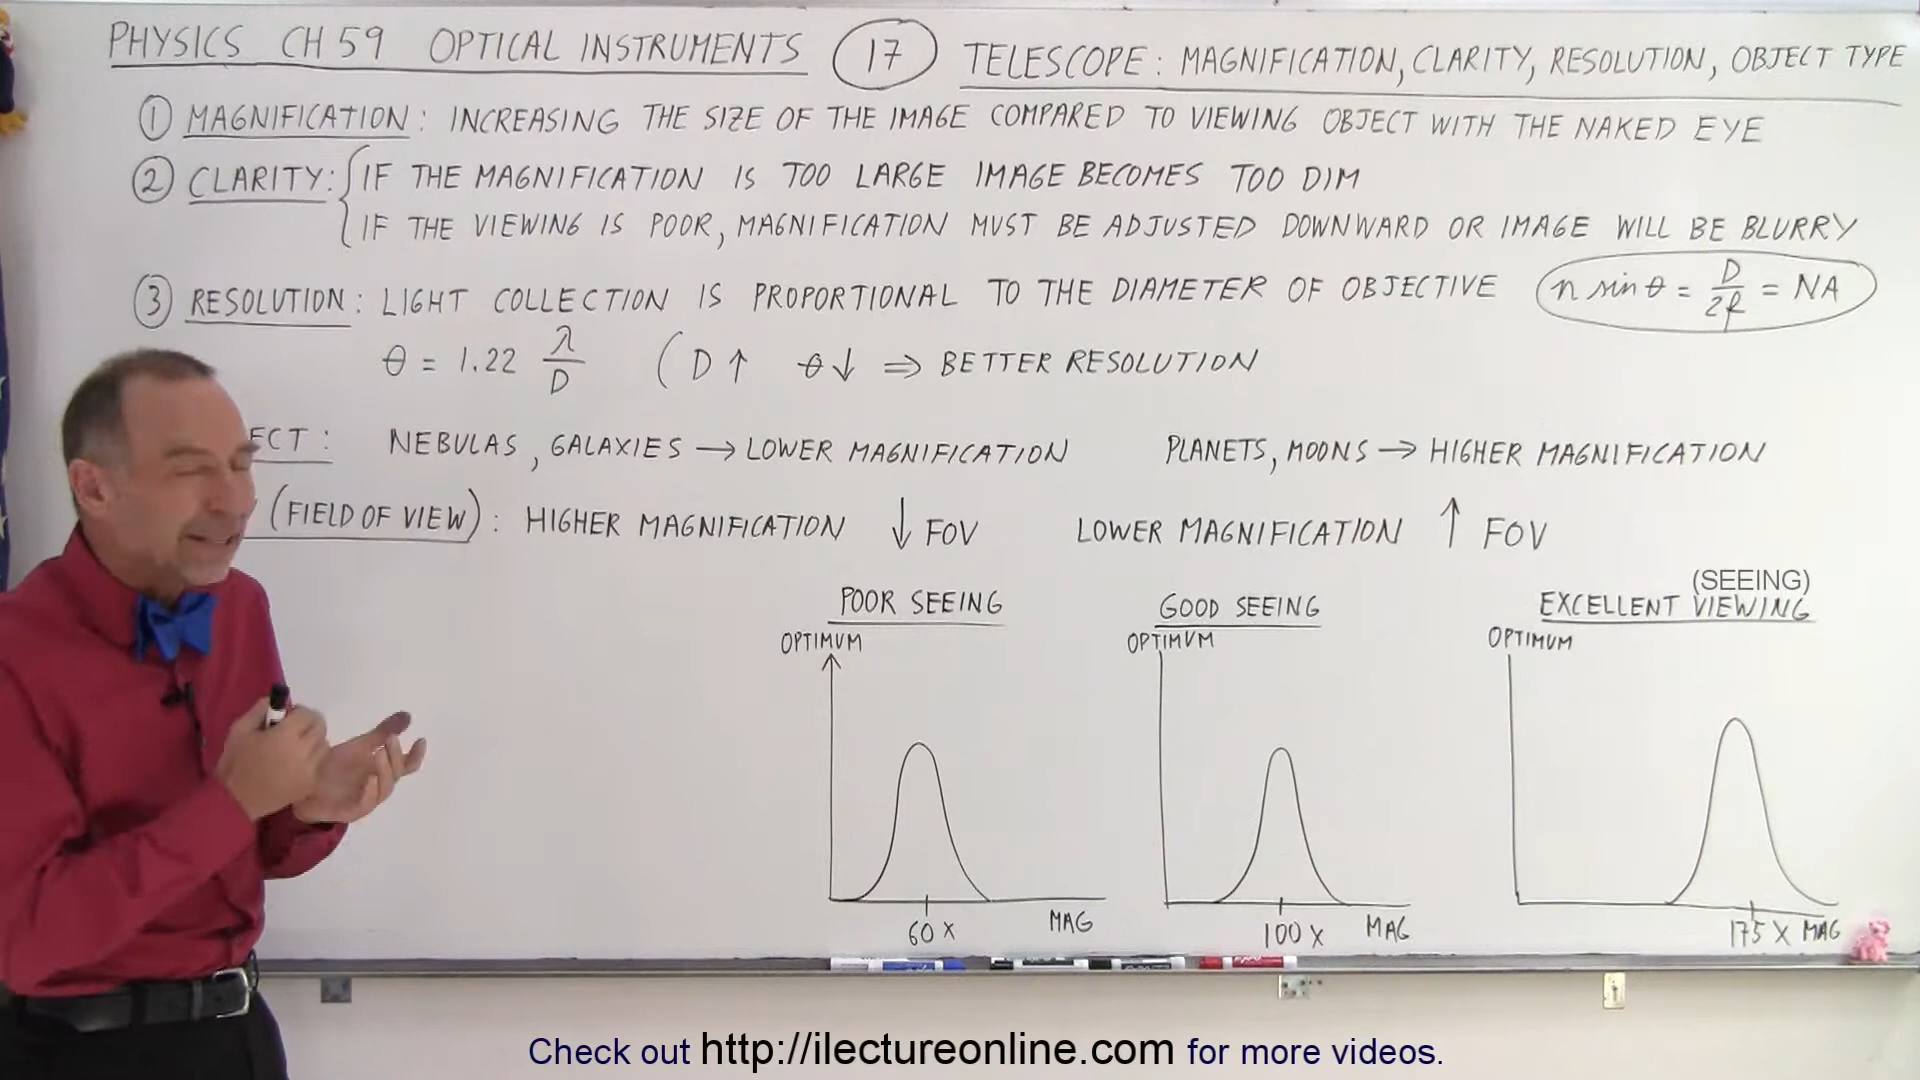 PHYSICS CH 59 OPTICAL INSTRUMENTS 17 TELESCOPE: MAGNIFICATION, CLARITY, RESOLUTION, OBJECT TYPE
1 MAGNIFICATION: INCREASING THE SIZE OF THE IMAGE COMPARED TO VIEWING OBJECT WITH THE NAKED EYE
2 CLARITY: IF THE MAGNIFICATION IS TOO LARGE IMAGE BECOMES TOO DIM
IF THE VIEWING IS POOR, MAGNIFICATION MUST BE ADJUSTED DOWNWARD OR IMAGE WILL BE BLURRY
3 RESOLUTION: LIGHT COLLECTION IS PROPORTIONAL TO THE DIAMETER OF OBJECTIVE n sin θ = D/2f = NA
θ = 1.22 λ/D ( D ↑ θ ↓ ⇒ BETTER RESOLUTION
ECT: NEBULAS, GALAXIES → LOWER MAGNIFICATION PLANETS, MOONS → HIGHER MAGNIFICATION
(FIELD OF VIEW): HIGHER MAGNIFICATION ↓ FOV LOWER MAGNIFICATION ↑ FOV
POOR SEEING GOOD SEEING EXCELLENT VIEWING (SEEING)
OPTIMUM OPTIMUM OPTIMUM
60 X MAG 100 X MAG 175 X MAG
Check out http://ilectureonline.com for more videos.